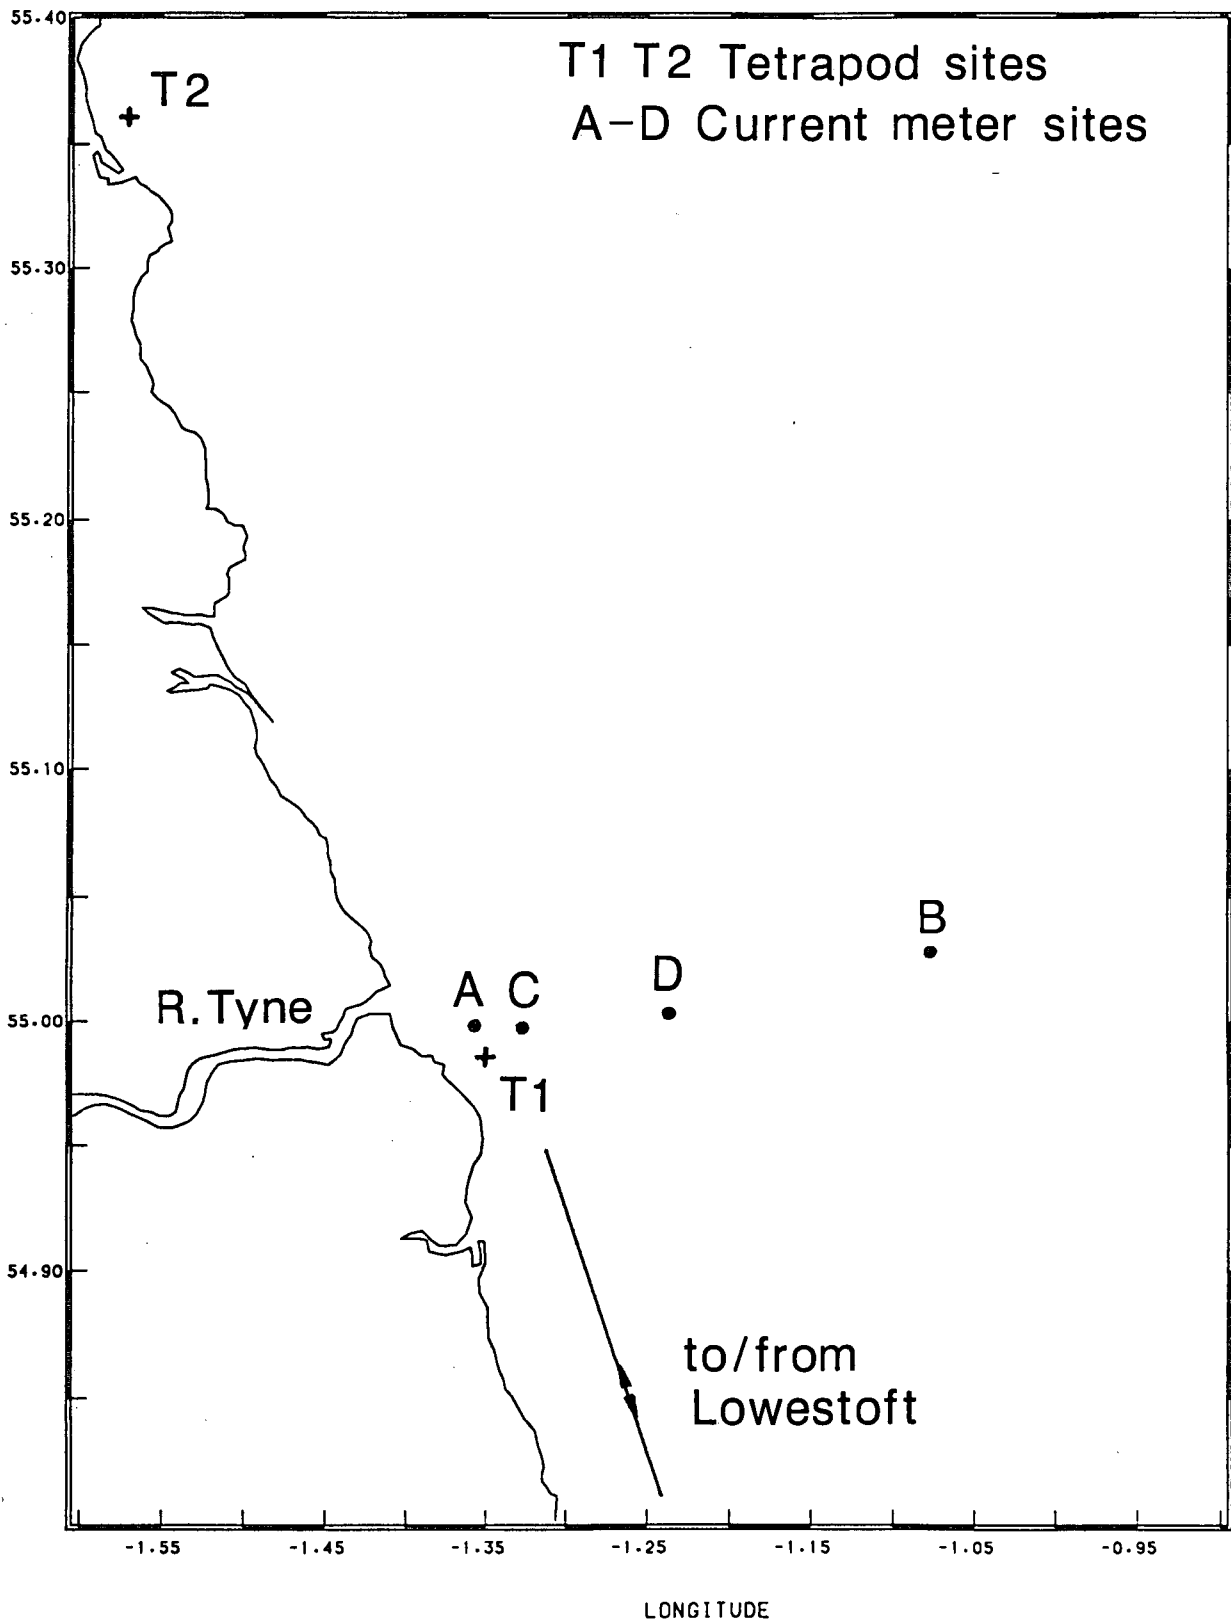 55.40
T1 T2 Tetrapod sites
T2
A-D Current meter sites
55.30
55.20
55.10
B
D
A C
R.Tyne
55.00
T1
54.90
to/from
Lowestoft
-1.55 -1.45 -1.35 -1.25 -1.15 -1.05 -0.95
LONGITUDE